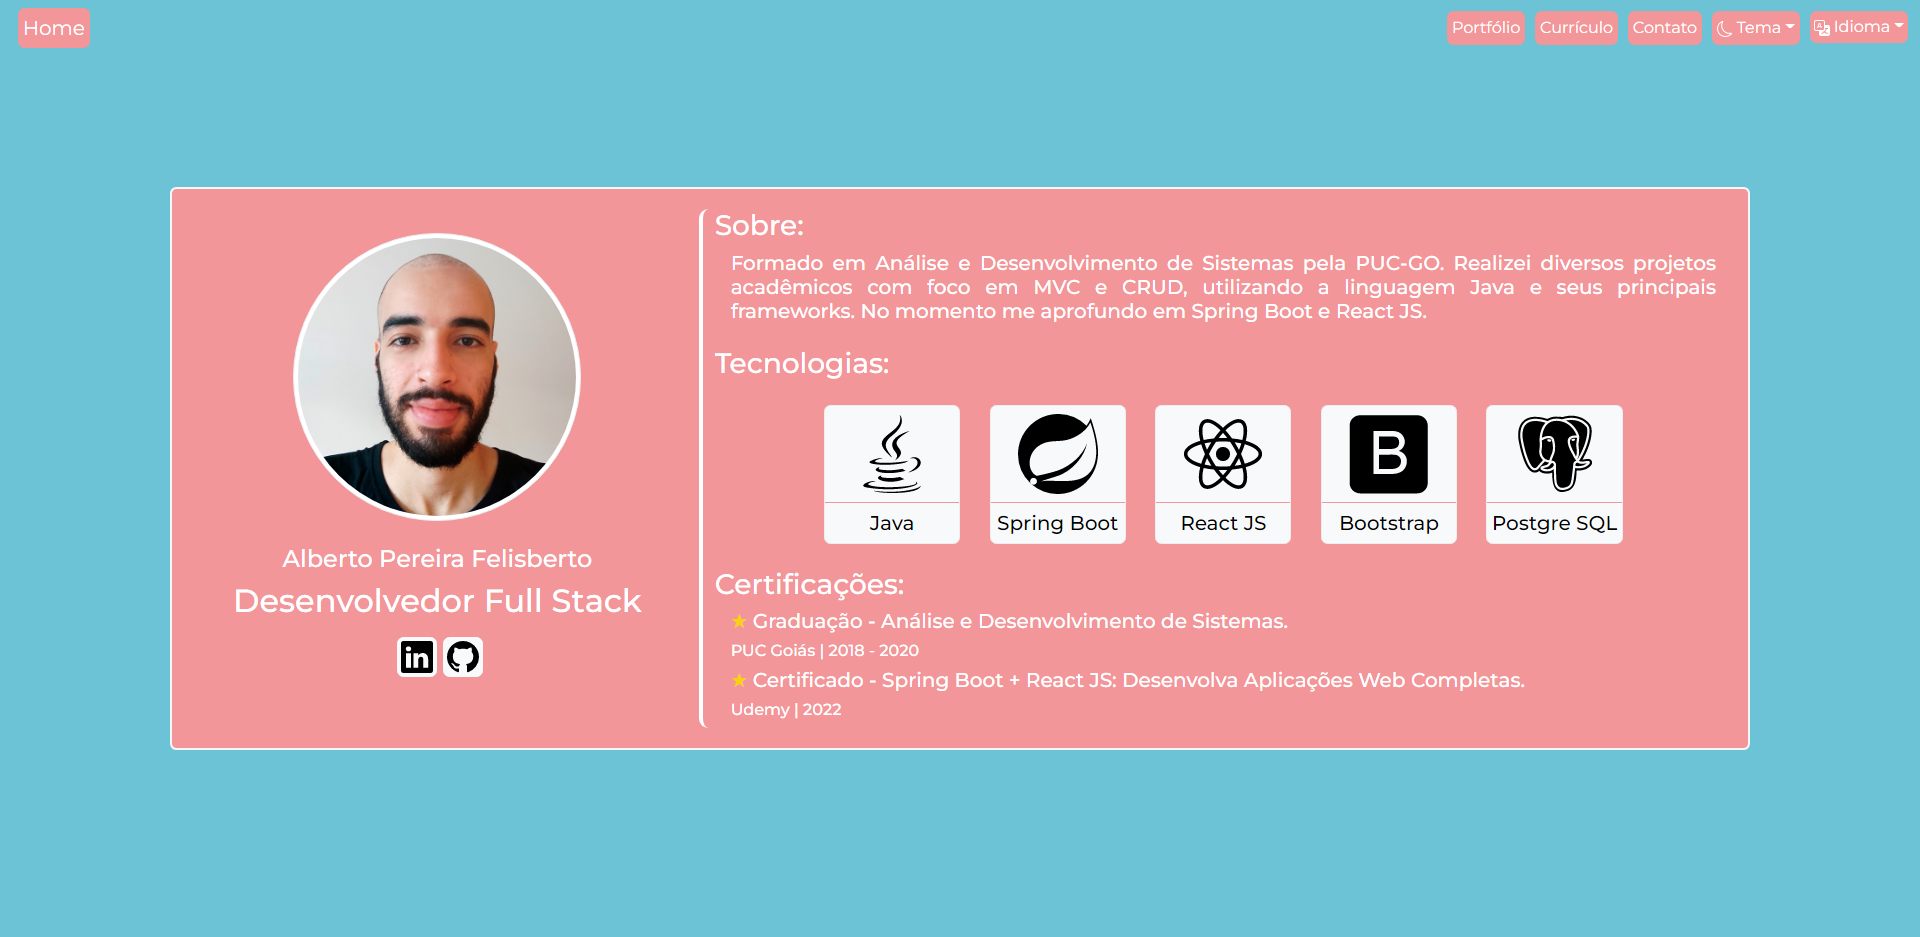 Home
Portfólio
Currículo
Contato
Tema
Idioma
Alberto Pereira Felisberto
Desenvolvedor Full Stack
in
Sobre:
Formado em Análise e Desenvolvimento de Sistemas pela PUC-GO. Realizei diversos projetos
acadêmicos com foco em MVC e CRUD, utilizando a linguagem Java e seus principais
frameworks. No momento me aprofundo em Spring Boot e React JS.
Tecnologias:
B
Java
Spring Boot
React JS
Bootstrap
Postgre SQL
Certificações:
Graduação - Análise e Desenvolvimento de Sistemas.
PUC Goiás | 2018 - 2020
Certificado - Spring Boot + React JS: Desenvolva Aplicações Web Completas.
Udemy | 2022